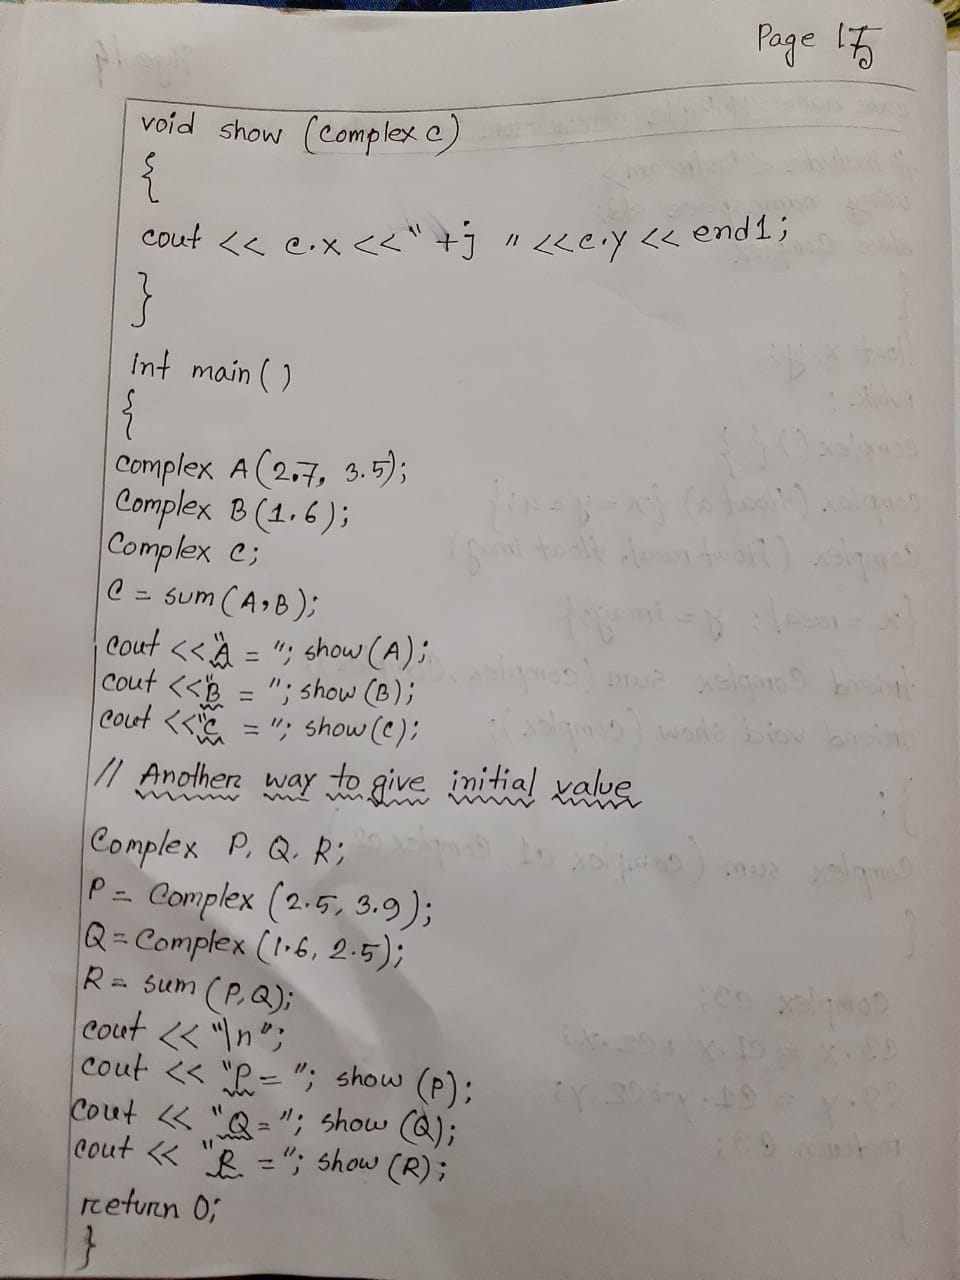 Page 15
void show (complex c)
{
cout << c.x <<" +j " <<c.y << endl;
}
int main()
{
complex A(2.7, 3.5);
Complex B(1.6);
Complex c;
C = sum(A,B);
cout <<"A = "; show(A);
cout <<"B = "; show(B);
cout <<"C = "; show(c);
// Another way to give initial value
Complex P, Q, R;
P = Complex (2.5, 3.9);
Q = Complex (1.6, 2.5);
R = sum (P,Q);
cout << "\n";
cout << "P = "; show (P);
cout << "Q = "; show (Q);
cout << "R = "; show (R);
return 0;
}